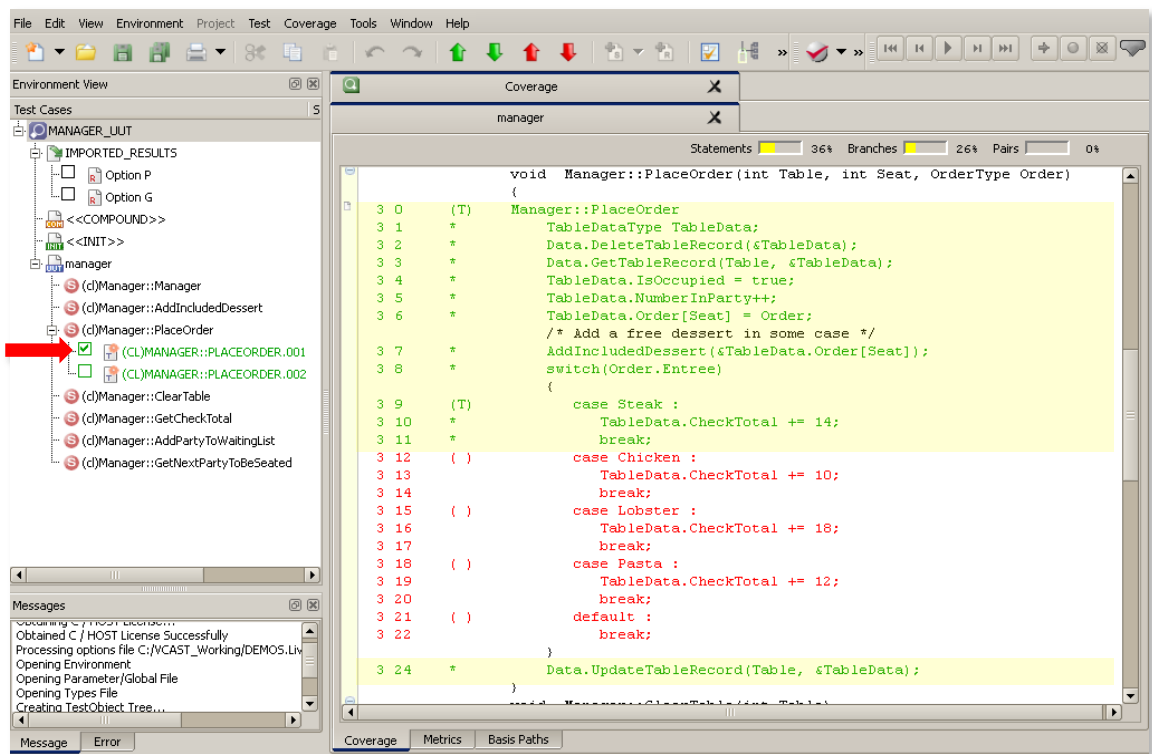 File Edit View Environment Project Test Coverage Tools Window Help
Environment View
Test Cases S
MANAGER_UUT
IMPORTED_RESULTS
R Option P
R Option G
<<COMPOUND>>
<<INIT>>
manager
(cl)Manager::Manager
(cl)Manager::AddIncludedDessert
(cl)Manager::PlaceOrder
(CL)MANAGER::PLACEORDER.001
(CL)MANAGER::PLACEORDER.002
(cl)Manager::ClearTable
(cl)Manager::GetCheckTotal
(cl)Manager::AddPartyToWaitingList
(cl)Manager::GetNextPartyToBeSeated
Messages
Obtaining C / HOST License...
Obtained C / HOST License Successfully
Processing options file C:/VCAST_Working/DEMOS.Liv
Opening Environment
Opening Parameter/Global File
Opening Types File
Creating TestObject Tree...
Message Error
Coverage
manager
Statements 36% Branches 26% Pairs 0%
void Manager::PlaceOrder(int Table, int Seat, OrderType Order)
{
3 0 (T) Manager::PlaceOrder
3 1 * TableDataType TableData;
3 2 * Data.DeleteTableRecord(&TableData);
3 3 * Data.GetTableRecord(Table, &TableData);
3 4 * TableData.IsOccupied = true;
3 5 * TableData.NumberInParty++;
3 6 * TableData.Order[Seat] = Order;
/* Add a free dessert in some case */
3 7 * AddIncludedDessert(&TableData.Order[Seat]);
3 8 * switch(Order.Entree)
{
3 9 (T) case Steak :
3 10 * TableData.CheckTotal += 14;
3 11 * break;
3 12 ( ) case Chicken :
3 13 TableData.CheckTotal += 10;
3 14 break;
3 15 ( ) case Lobster :
3 16 TableData.CheckTotal += 18;
3 17 break;
3 18 ( ) case Pasta :
3 19 TableData.CheckTotal += 12;
3 20 break;
3 21 ( ) default :
3 22 break;
}
3 24 * Data.UpdateTableRecord(Table, &TableData);
}
void Manager::ClearTable(int Table)
Coverage Metrics Basis Paths